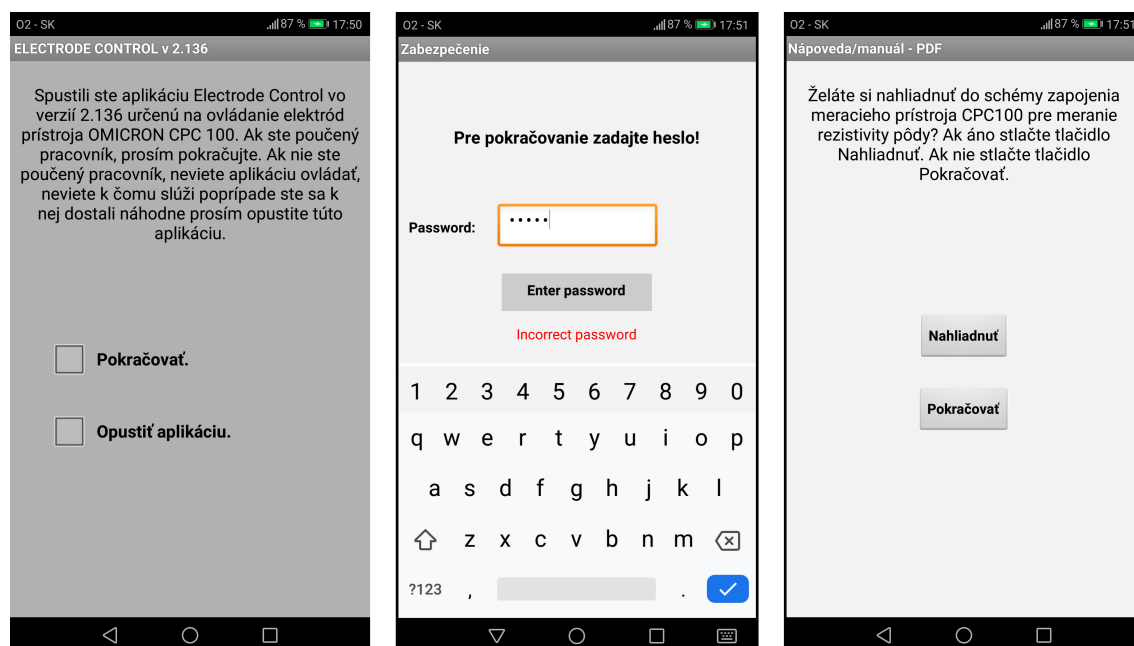 O2 - SK 87 % 17:50
ELECTRODE CONTROL v 2.136
Spustili ste aplikáciu Electrode Control vo
verzií 2.136 určenú na ovládanie elektród
prístroja OMICRON CPC 100. Ak ste poučený
pracovník, prosím pokračujte. Ak nie ste
poučený pracovník, neviete aplikáciu ovládať,
neviete k čomu slúži poprípade ste sa k
nej dostali náhodne prosím opustite túto
aplikáciu.
Pokračovať.
Opustiť aplikáciu.
O2 - SK 87 % 17:51
Zabezpečenie
Pre pokračovanie zadajte heslo!
Password: •••••
Enter password
Incorrect password
1 2 3 4 5 6 7 8 9 0
q w e r t y u i o p
a s d f g h j k l
z x c v b n m
?123 , .
O2 - SK 87 % 17:51
Nápoveda/manuál - PDF
Želáte si nahliadnuť do schémy zapojenia
meracieho prístroja CPC100 pre meranie
rezistivity pôdy? Ak áno stlačte tlačidlo
Nahliadnuť. Ak nie stlačte tlačidlo
Pokračovať.
Nahliadnuť
Pokračovať